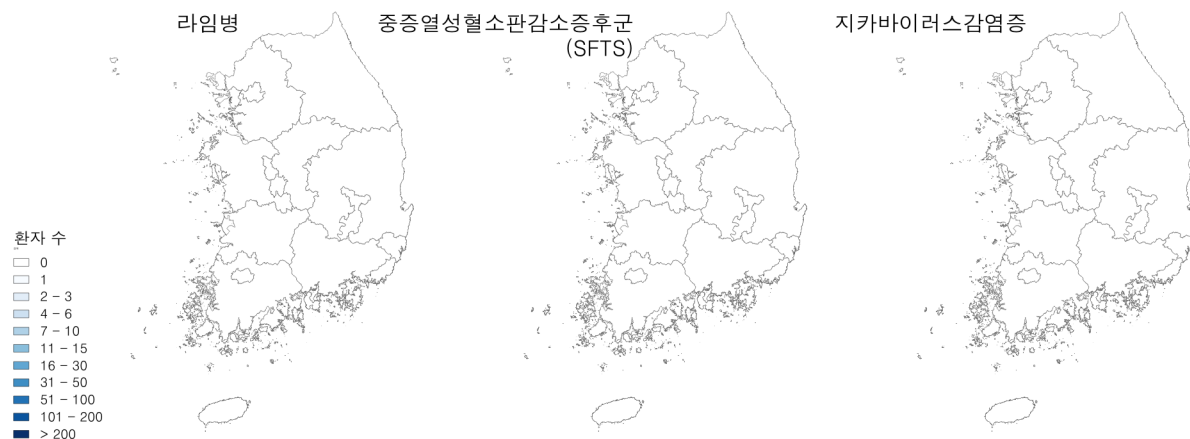 라임병
중증열성혈소판감소증후군
(SFTS)
지카바이러스감염증
환자 수
0
1
2 - 3
4 - 6
7 - 10
11 - 15
16 - 30
31 - 50
51 - 100
101 - 200
> 200